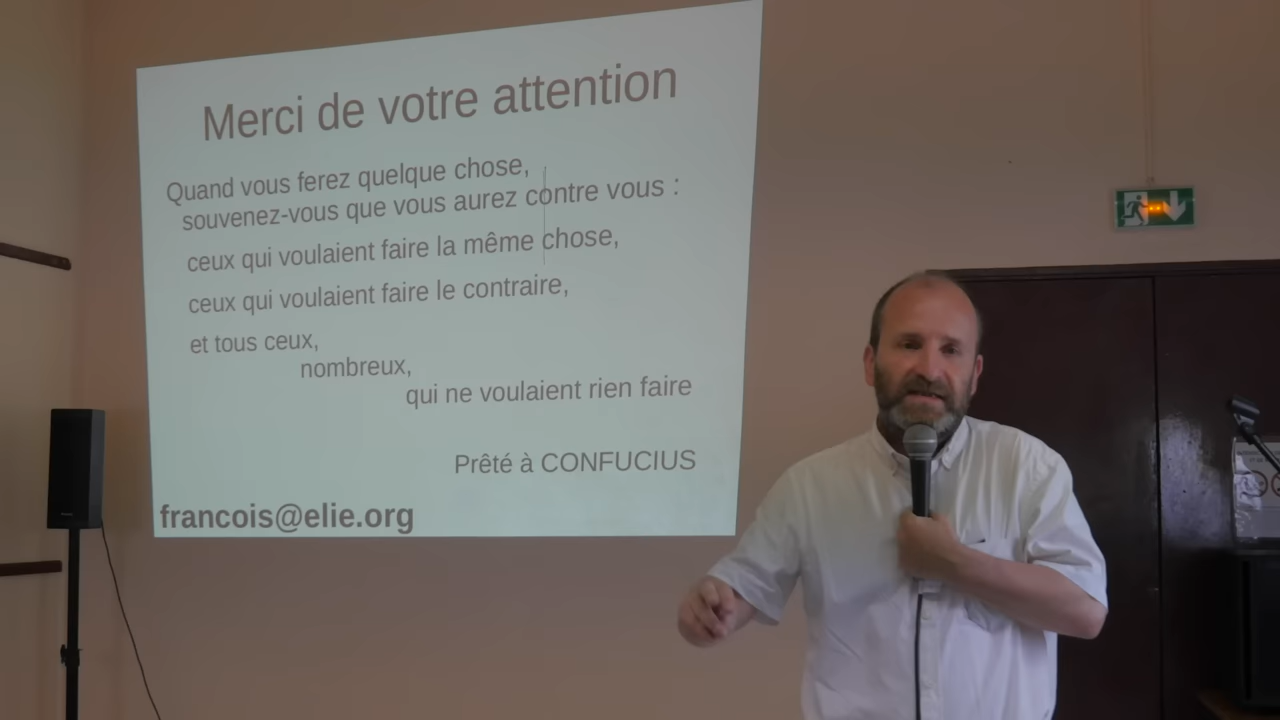 Merci de votre attention
Quand vous ferez quelque chose,
souvenez-vous que vous aurez contre vous :
ceux qui voulaient faire la même chose,
ceux qui voulaient faire le contraire,
et tous ceux,
nombreux,
qui ne voulaient rien faire
Prêté à CONFUCIUS
francois@elie.org